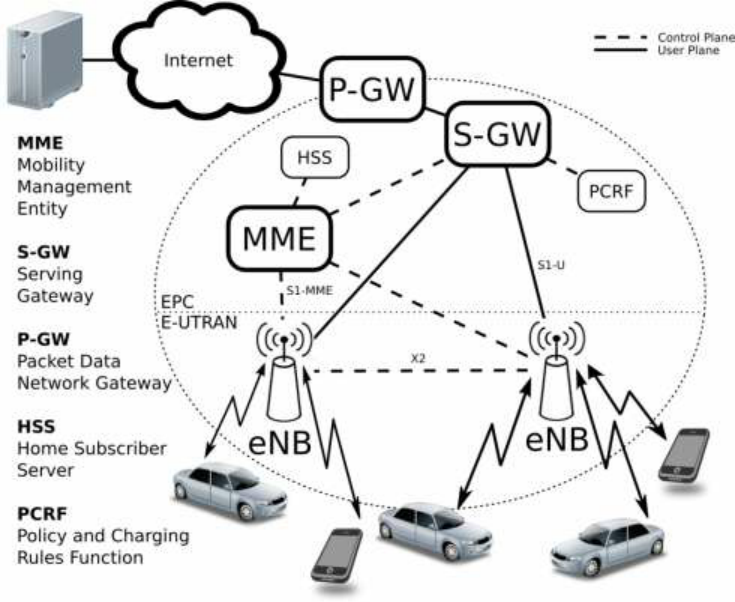 Control Plane
User Plane
Internet
P-GW
S-GW
HSS
PCRF
MME
S1-U
S1-MME
EPC
E-UTRAN
X2
eNB
eNB
MME
Mobility
Management
Entity
S-GW
Serving
Gateway
P-GW
Packet Data
Network Gateway
HSS
Home Subscriber
Server
PCRF
Policy and Charging
Rules Function